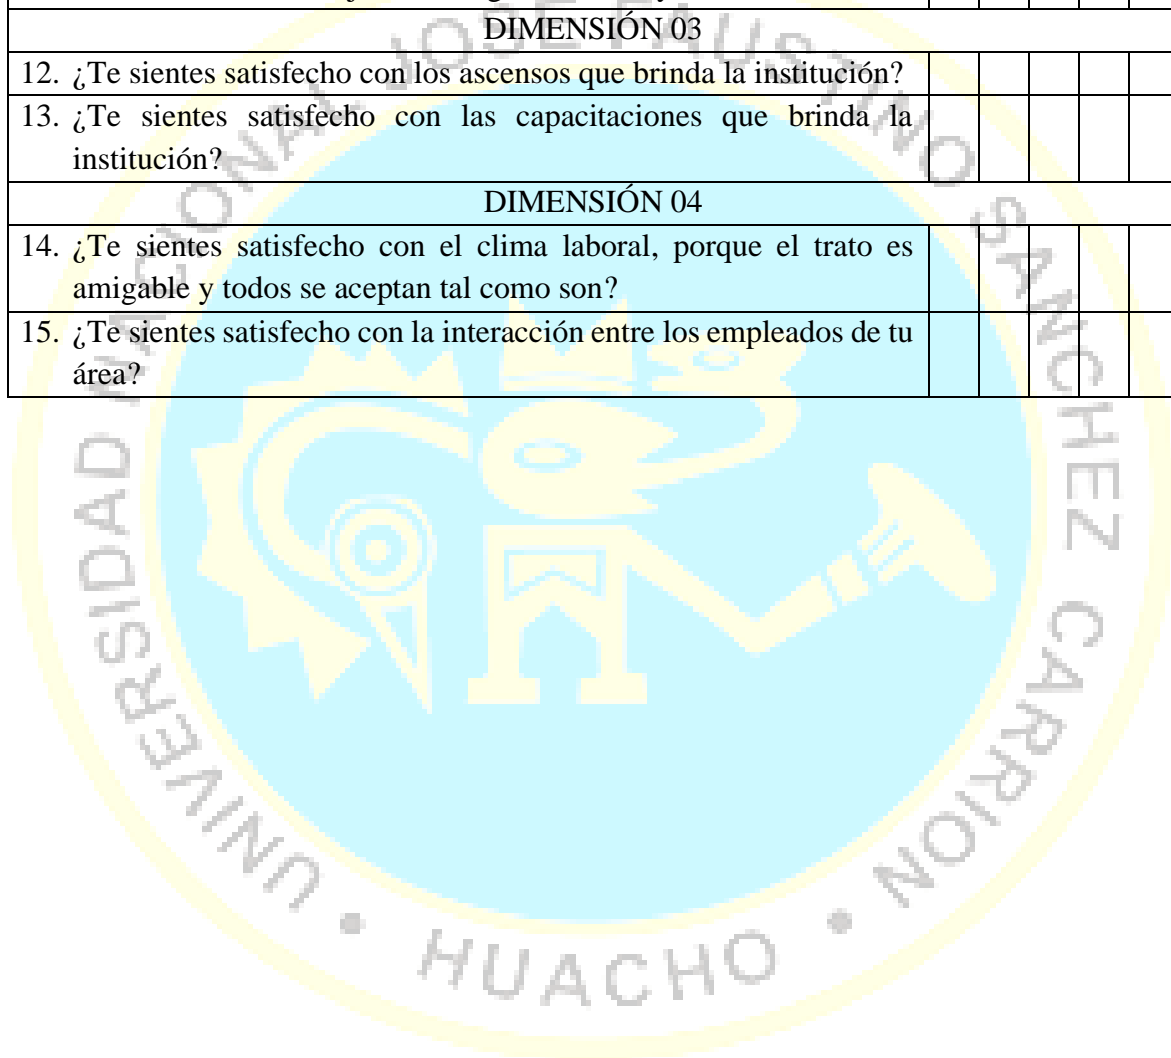 DIMENSIÓN 03
12. ¿Te sientes satisfecho con los ascensos que brinda la institución?
13. ¿Te sientes satisfecho con las capacitaciones que brinda la
institución?
DIMENSIÓN 04
14. ¿Te sientes satisfecho con el clima laboral, porque el trato es
amigable y todos se aceptan tal como son?
15. ¿Te sientes satisfecho con la interacción entre los empleados de tu
área?
UNIVERSIDAD NACIONAL JOSE FAUSTINO SANCHEZ CARRION • HUACHO •